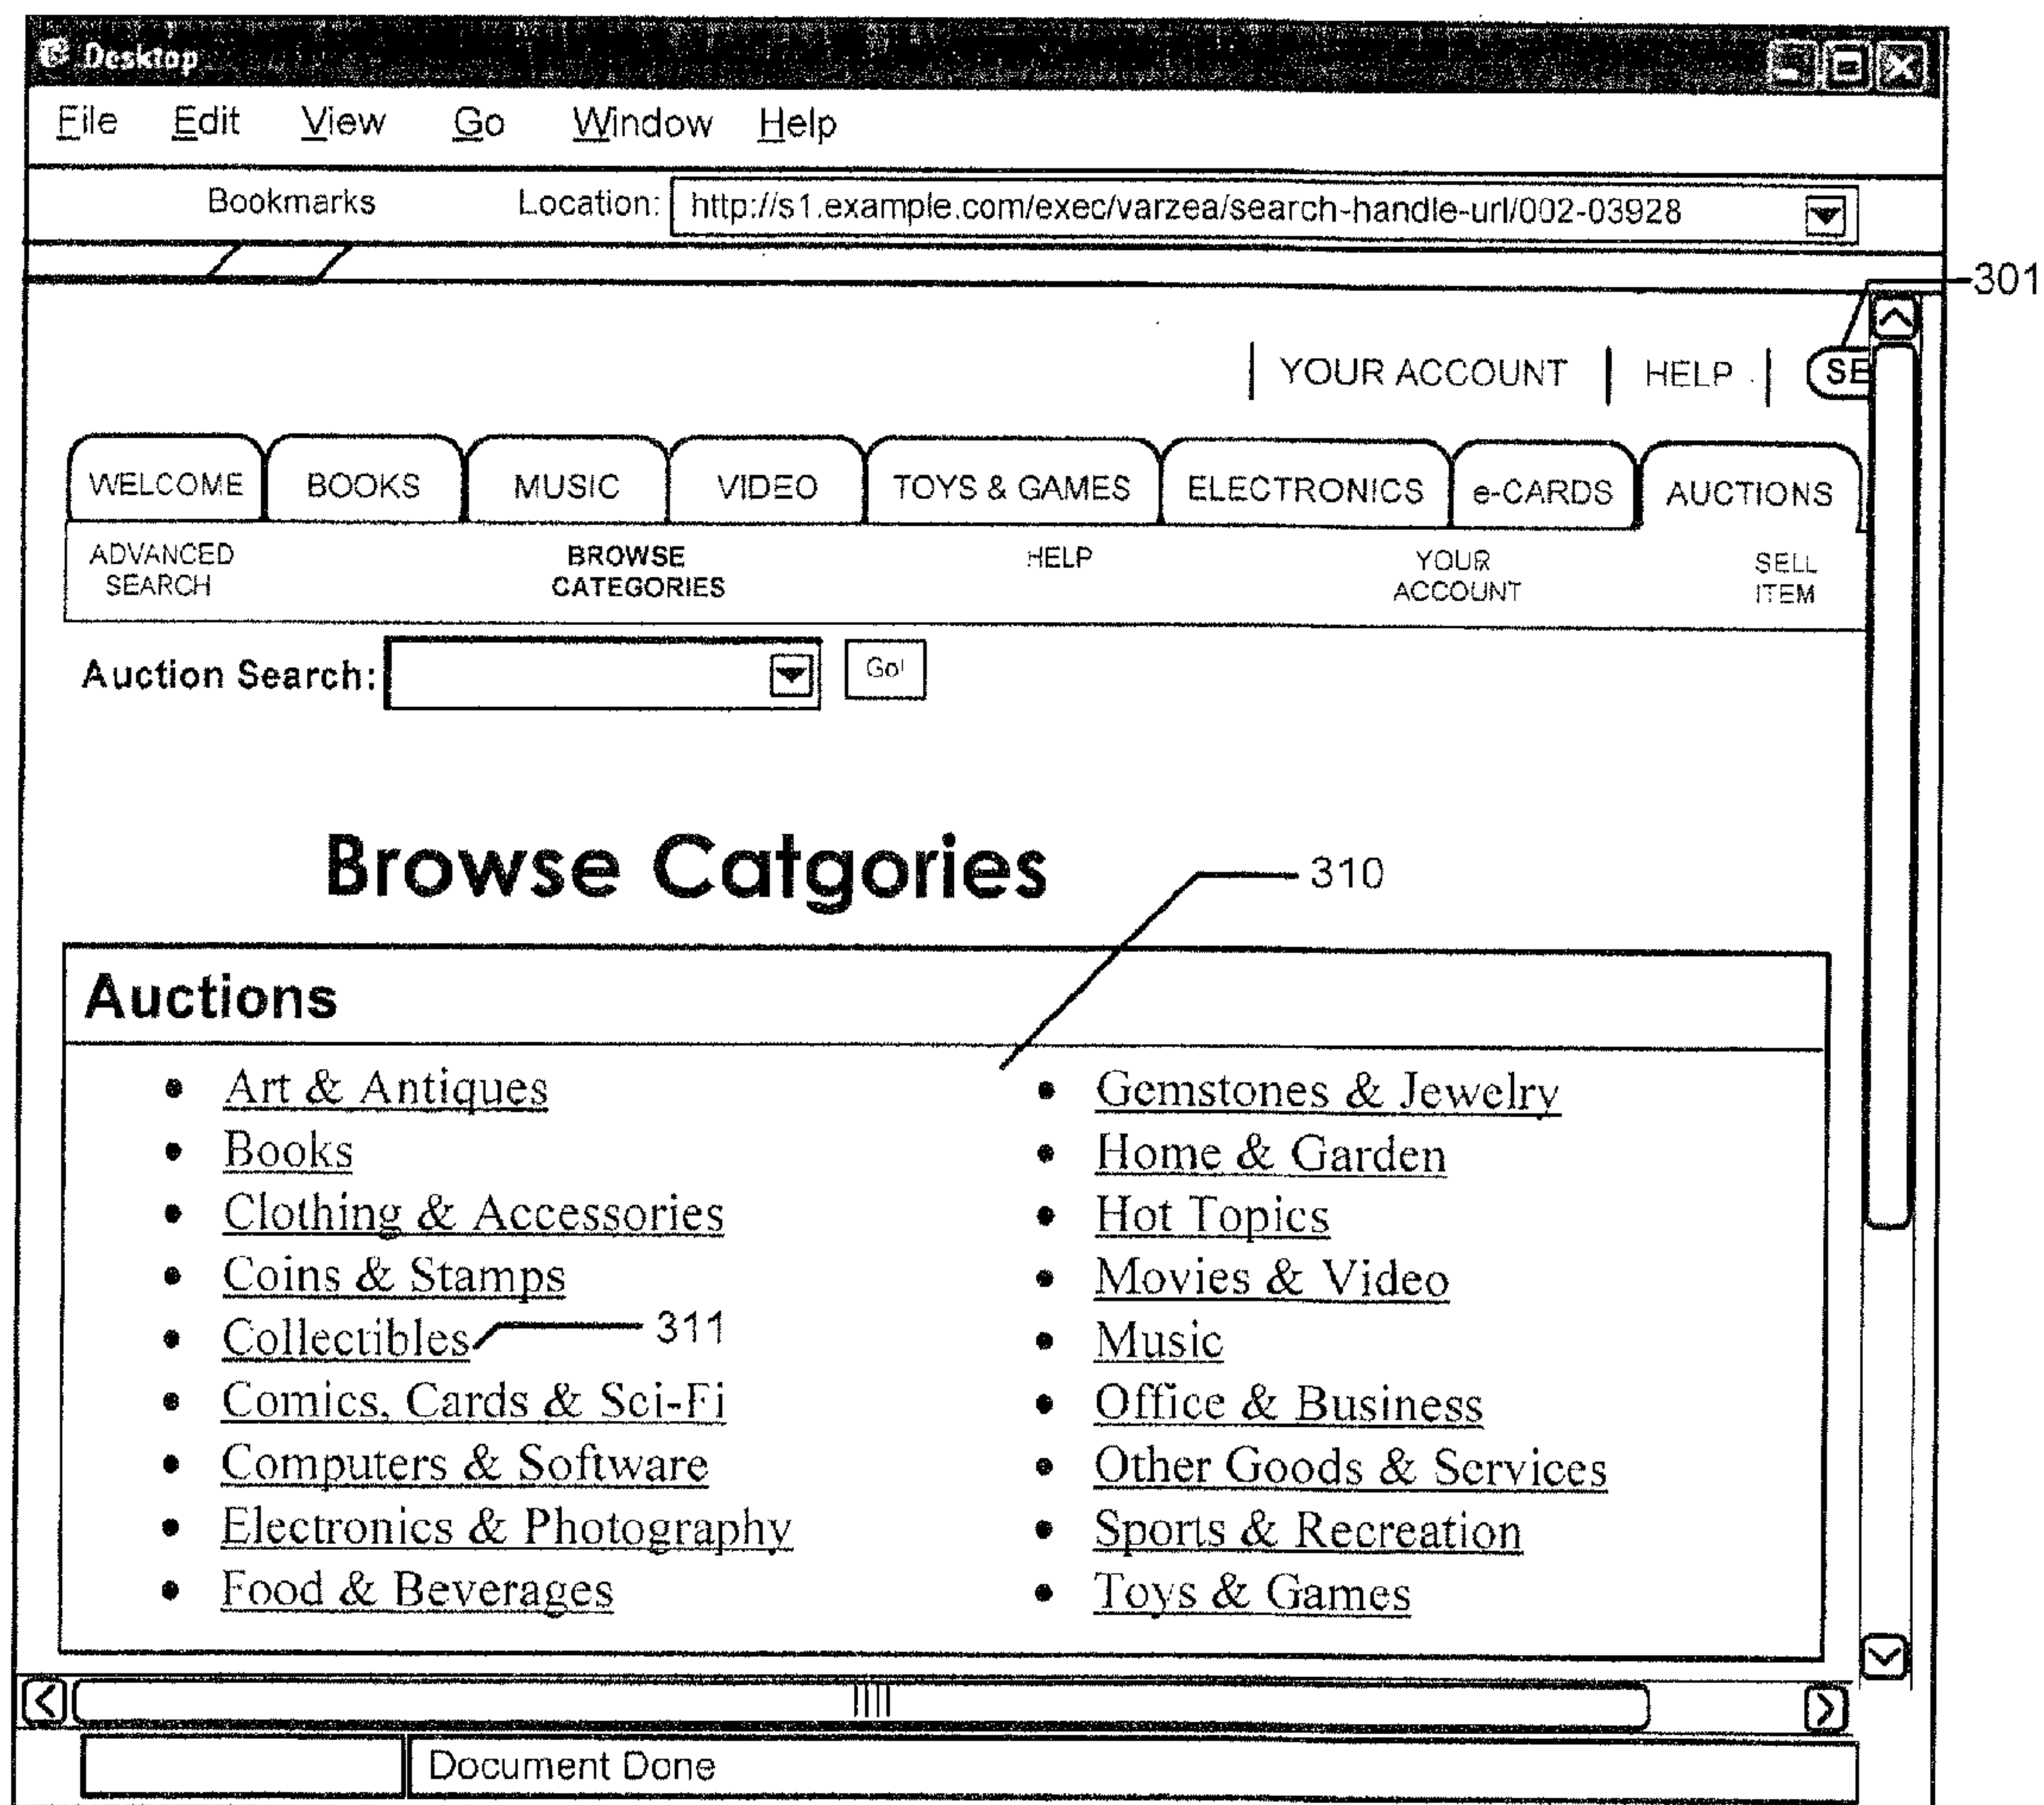 Desktop
File Edit View Go Window Help
Bookmarks Location: http://s1.example.com/exec/varzea/search-handle-url/002-03928
301
YOUR ACCOUNT HELP SE
WELCOME BOOKS MUSIC VIDEO TOYS & GAMES ELECTRONICS e-CARDS AUCTIONS
ADVANCED SEARCH BROWSE CATEGORIES HELP YOUR ACCOUNT SELL ITEM
Auction Search: Go!
Browse Catgories
310
Auctions
Art & Antiques
Books
Clothing & Accessories
Coins & Stamps
Collectibles 311
Comics, Cards & Sci-Fi
Computers & Software
Electronics & Photography
Food & Beverages
Gemstones & Jewelry
Home & Garden
Hot Topics
Movies & Video
Music
Office & Business
Other Goods & Services
Sports & Recreation
Toys & Games
Document Done